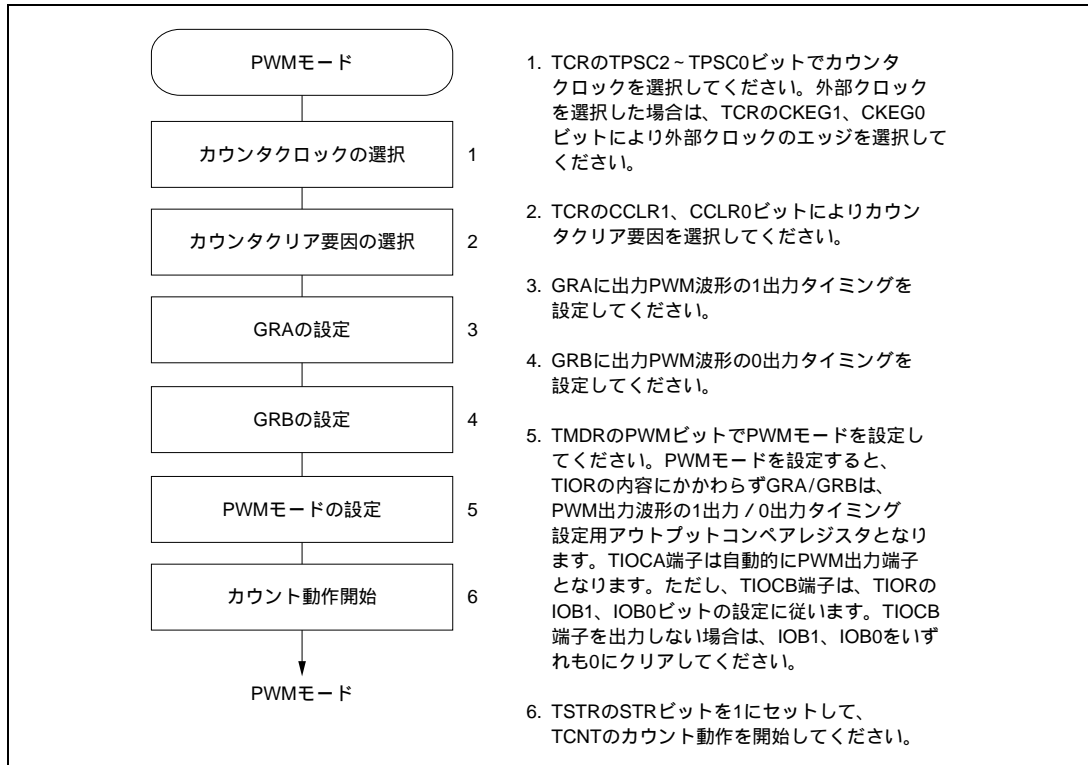 PWMモード
カウンタクロックの選択 1
カウンタクリア要因の選択 2
GRAの設定 3
GRBの設定 4
PWMモードの設定 5
カウント動作開始 6
PWMモード
1. TCRのTPSC2~TPSC0ビットでカウンタ
クロックを選択してください。外部クロック
を選択した場合は、TCRのCKEG1、CKEG0
ビットにより外部クロックのエッジを選択して
ください。
2. TCRのCCLR1、CCLR0ビットによりカウン
タクリア要因を選択してください。
3. GRAに出力PWM波形の1出力タイミングを
設定してください。
4. GRBに出力PWM波形の0出力タイミングを
設定してください。
5. TMDRのPWMビットでPWMモードを設定し
てください。PWMモードを設定すると、
TIORの内容にかかわらずGRA/GRBは、
PWM出力波形の1出力/0出力タイミング
設定用アウトプットコンペアレジスタとなり
ます。TIOCA端子は自動的にPWM出力端子
となります。ただし、TIOCB端子は、TIORの
IOB1、IOB0ビットの設定に従います。TIOCB
端子を出力しない場合は、IOB1、IOB0をいず
れも0にクリアしてください。
6. TSTRのSTRビットを1にセットして、
TCNTのカウント動作を開始してください。